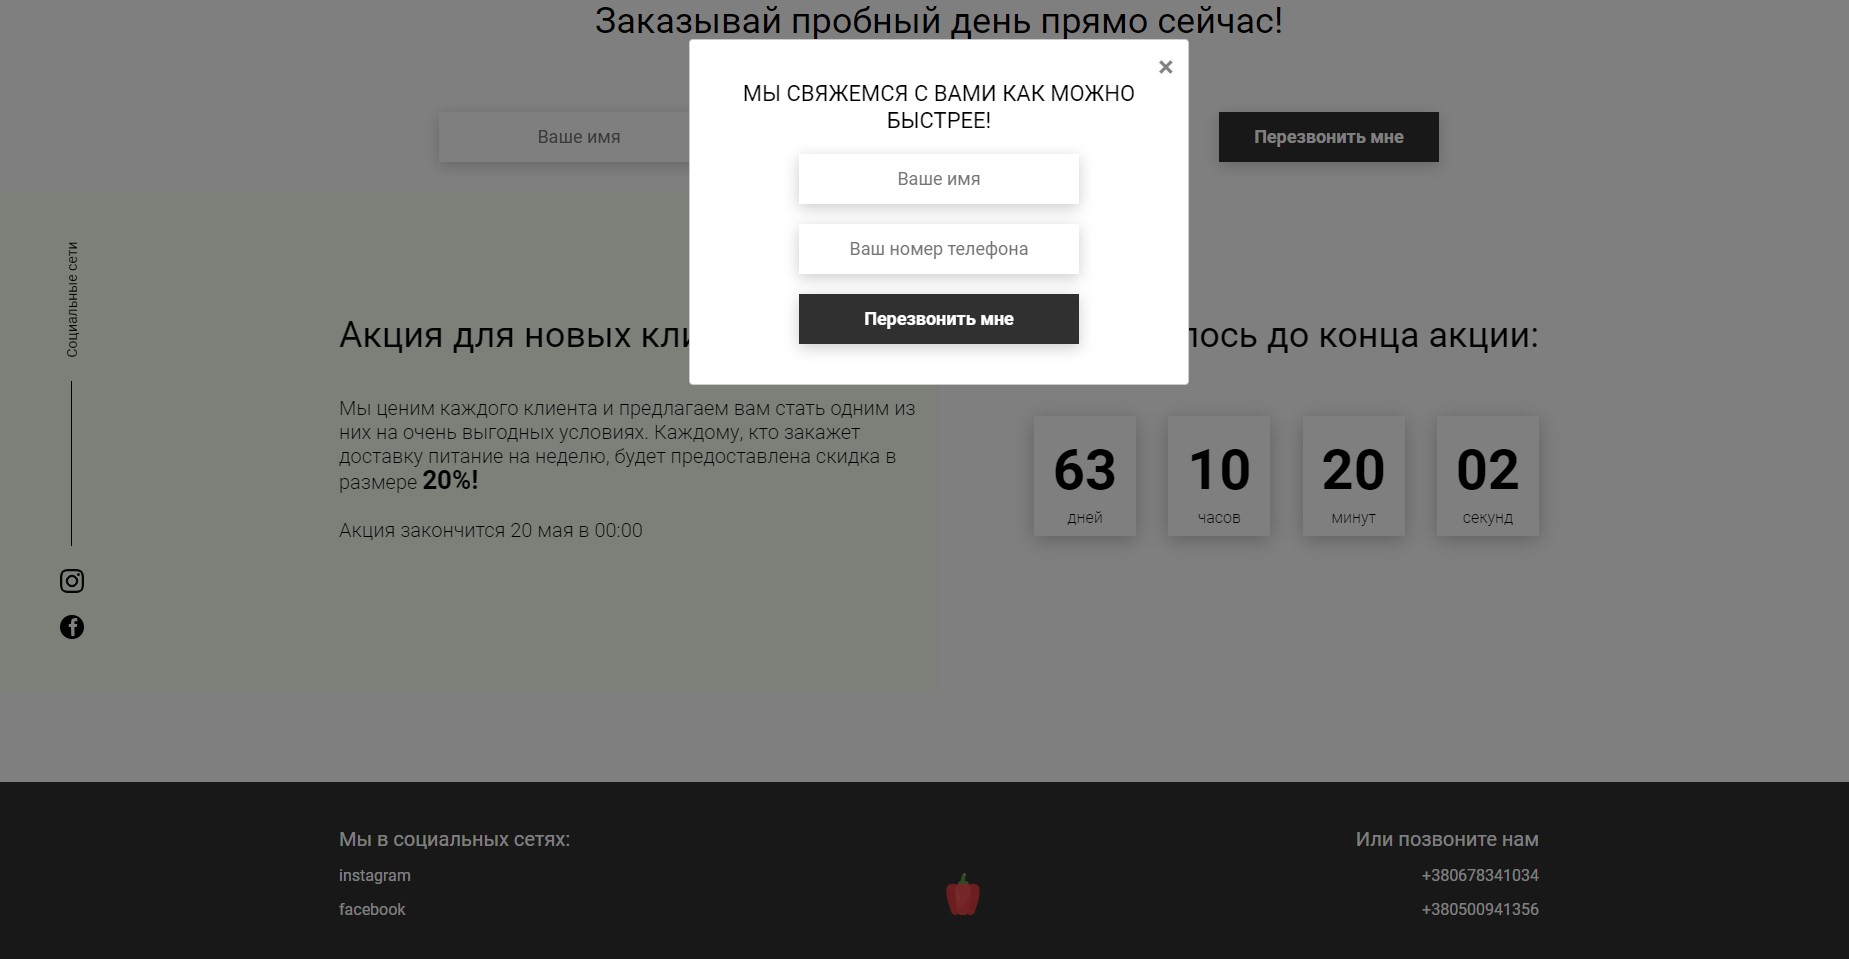 Заказывай пробный день прямо сейчас!
×
МЫ СВЯЖЕМСЯ С ВАМИ КАК МОЖНО
БЫСТРЕЕ!
Ваше имя
Ваш номер телефона
Перезвонить мне
Ваше имя
Перезвонить мне
Социальные сети
Акция для новых
Мы ценим каждого клиента и предлагаем вам стать одним из
них на очень выгодных условиях. Каждому, кто закажет
доставку питание на неделю, будет предоставлена скидка в
размере 20%!
Акция закончится 20 мая в 00:00
до конца акции:
63 10 20 02
дней часов минут секунд
Мы в социальных сетях:
instagram
facebook
Или позвоните нам
+380678341034
+380500941356